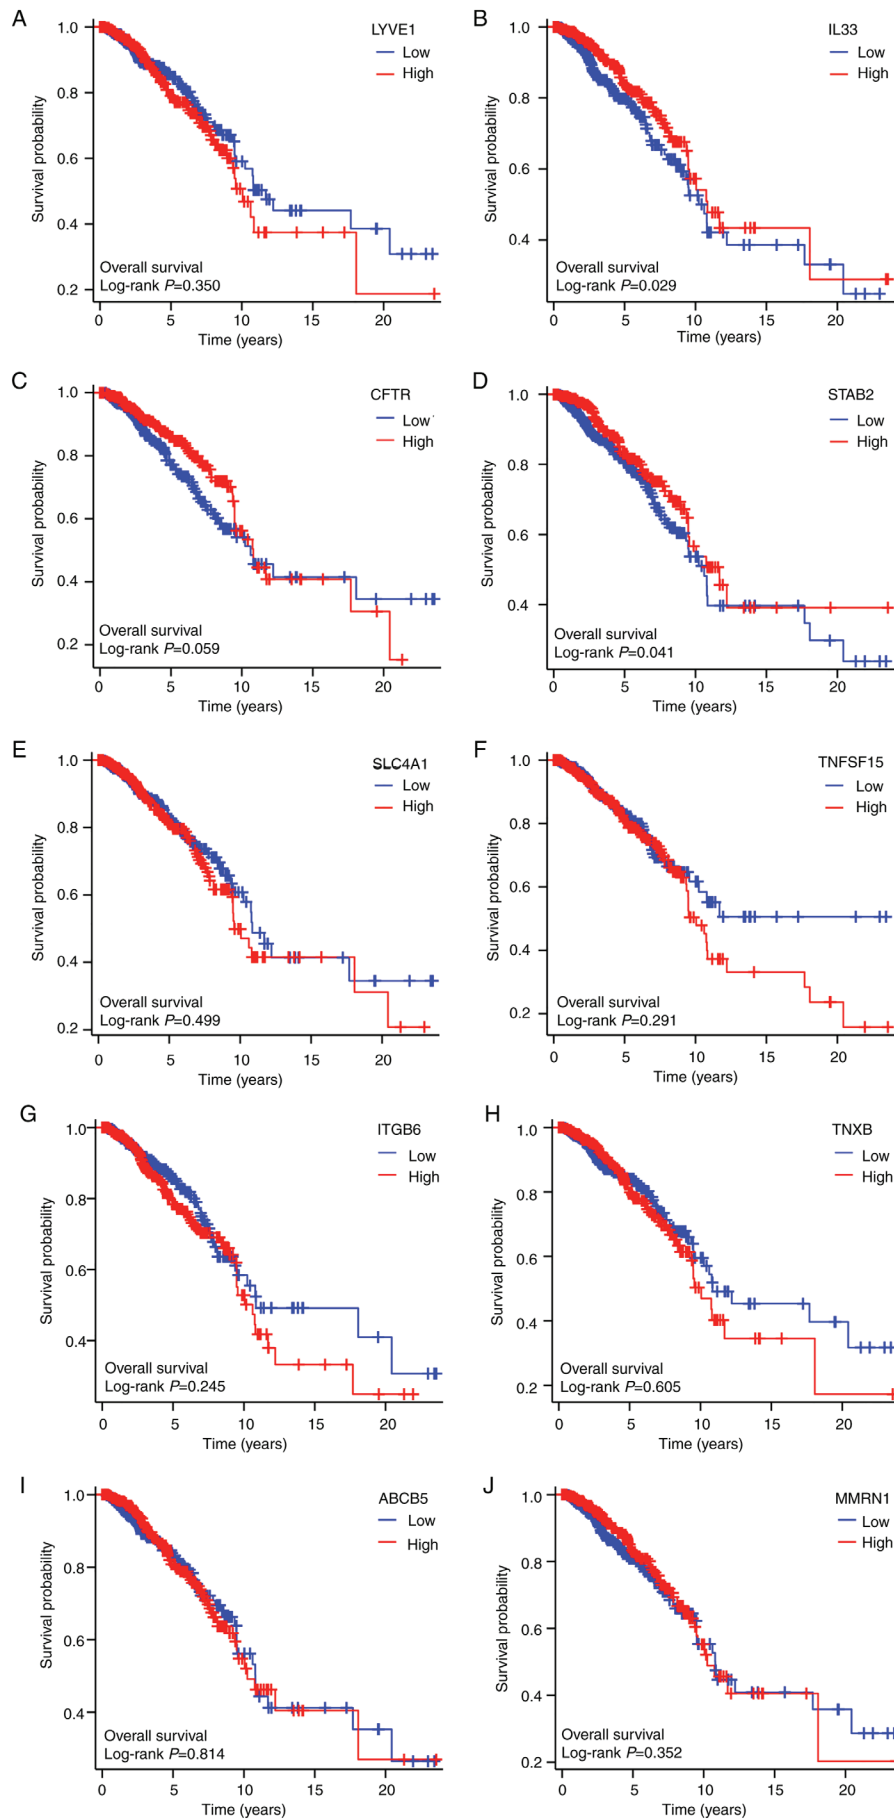 A
LYVE1
Low
High
1.0
0.8
0.6
0.4
0.2
Survival probability
Overall survival
Log-rank P=0.350
0 5 10 15 20
Time (years)
B
IL33
Low
High
1.0
0.8
0.6
0.4
Survival probability
Overall survival
Log-rank P=0.029
0 5 10 15 20
Time (years)
C
CFTR
Low
High
1.0
0.8
0.6
0.4
0.2
Survival probability
Overall survival
Log-rank P=0.059
0 5 10 15 20
Time (years)
D
STAB2
Low
High
1.0
0.8
0.6
0.4
Survival probability
Overall survival
Log-rank P=0.041
0 5 10 15 20
Time (years)
E
SLC4A1
Low
High
1.0
0.8
0.6
0.4
0.2
Survival probability
Overall survival
Log-rank P=0.499
0 5 10 15 20
Time (years)
F
TNFSF15
Low
High
1.0
0.8
0.6
0.4
0.2
Survival probability
Overall survival
Log-rank P=0.291
0 5 10 15 20
Time (years)
G
ITGB6
Low
High
1.0
0.8
0.6
0.4
Survival probability
Overall survival
Log-rank P=0.245
0 5 10 15 20
Time (years)
H
TNXB
Low
High
1.0
0.8
0.6
0.4
0.2
Survival probability
Overall survival
Log-rank P=0.605
0 5 10 15 20
Time (years)
I
ABCB5
Low
High
1.0
0.8
0.6
0.4
Survival probability
Overall survival
Log-rank P=0.814
0 5 10 15 20
Time (years)
J
MMRN1
Low
High
1.0
0.8
0.6
0.4
0.2
Survival probability
Overall survival
Log-rank P=0.352
0 5 10 15 20
Time (years)